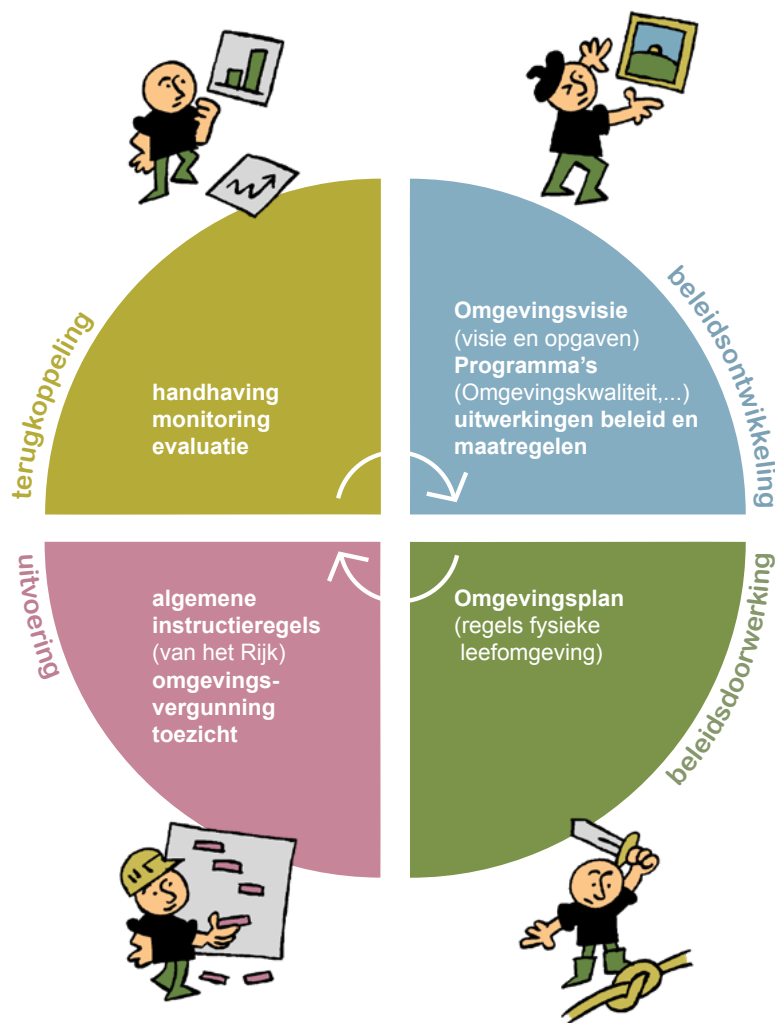 beleidsontwikkeling
Omgevingsvisie
(visie en opgaven)
Programma's
(Omgevingskwaliteit,...)
uitwerkingen beleid en
maatregelen
beleidsdoorwerking
Omgevingsplan
(regels fysieke
leefomgeving)
uitvoering
algemene
instructieregels
(van het Rijk)
omgevings-
vergunning
toezicht
terugkoppeling
handhaving
monitoring
evaluatie